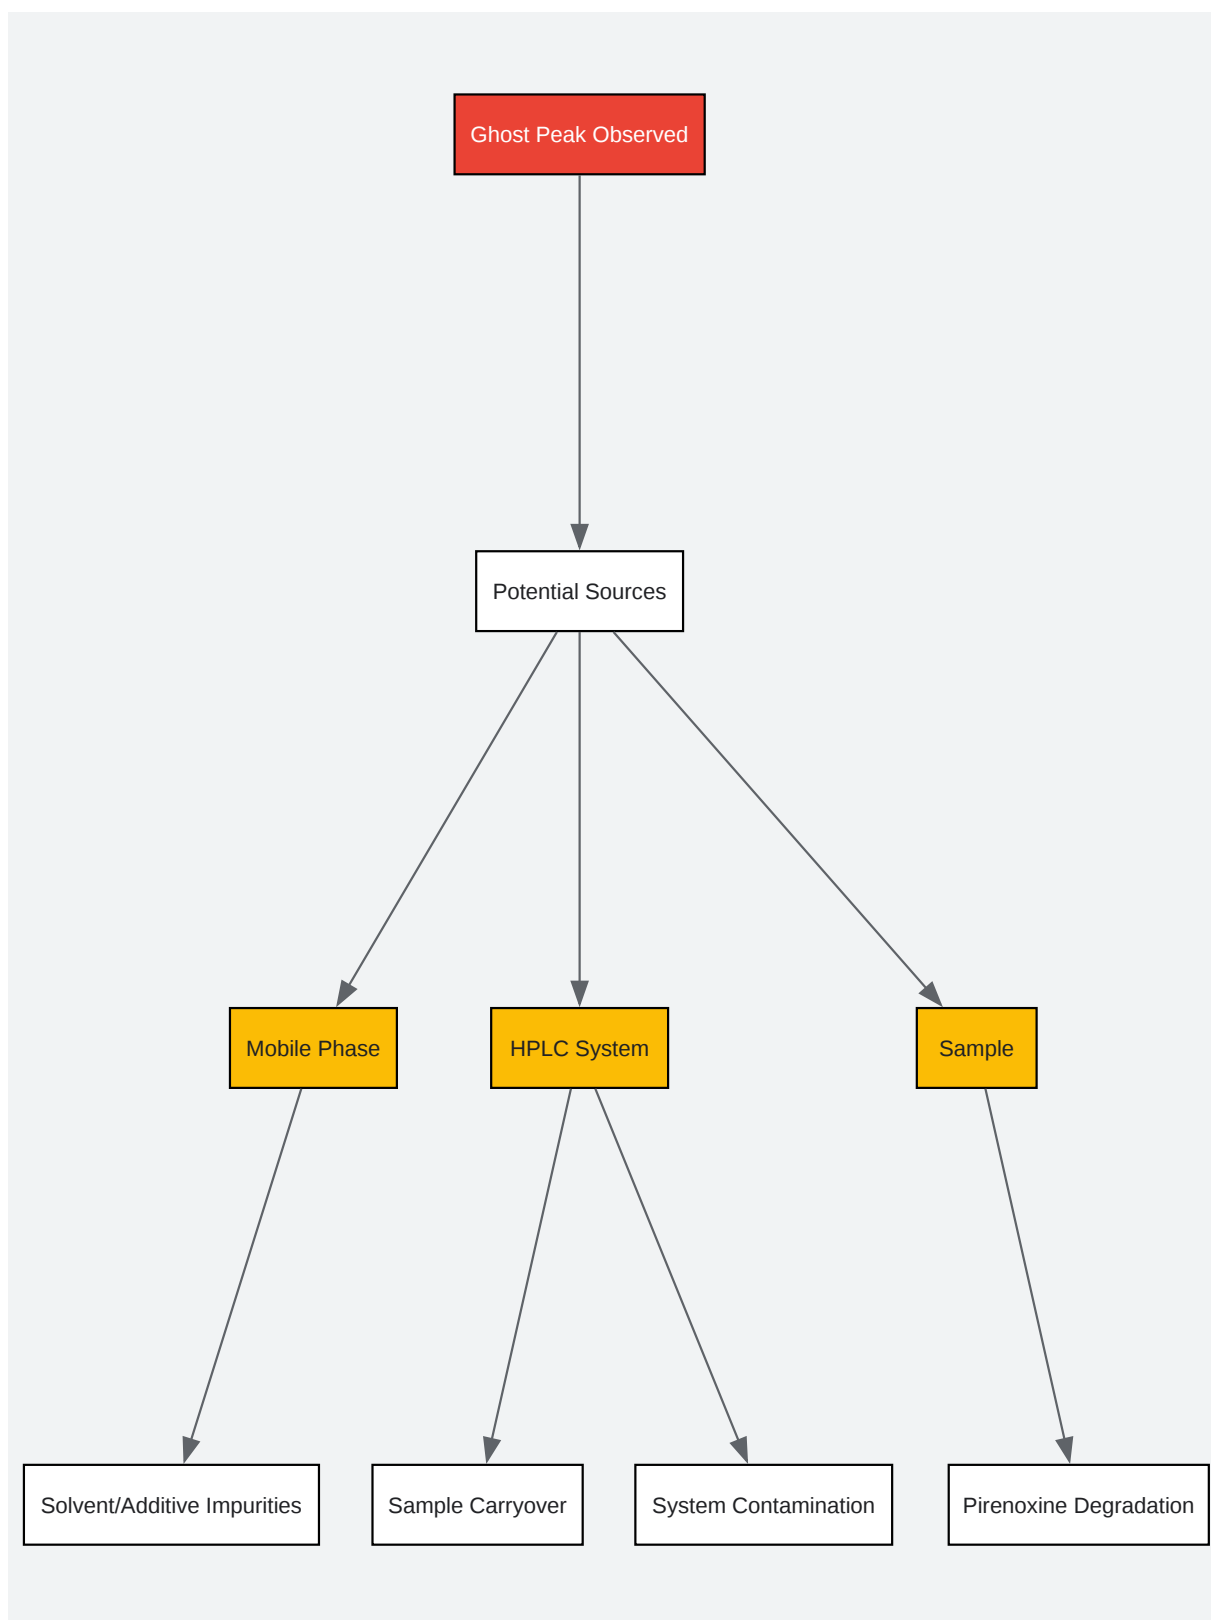 Ghost Peak Observed
Potential Sources
Mobile Phase
HPLC System
Sample
Solvent/Additive Impurities
Sample Carryover
System Contamination
Pirenoxine Degradation